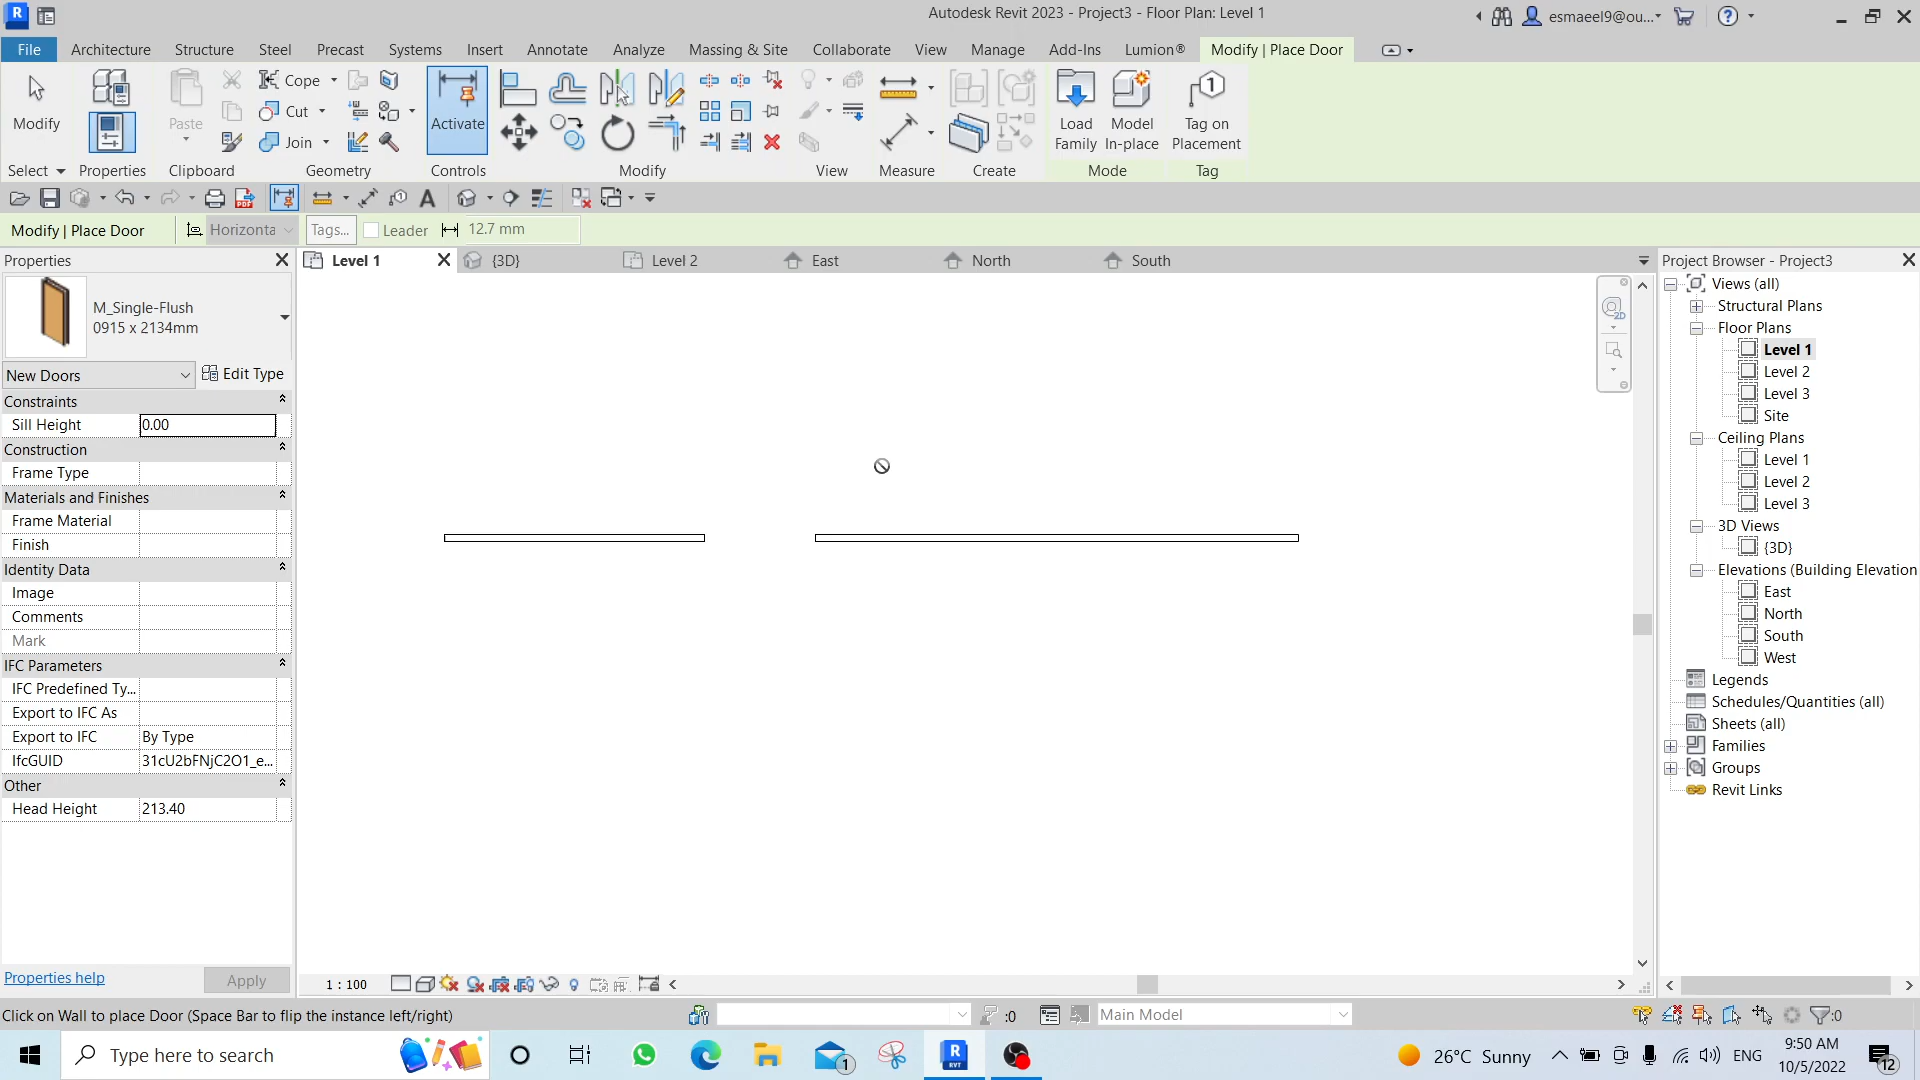 Autodesk Revit 2023 - Project3 - Floor Plan: Level 1
esmaeel9@ou...
File Architecture Structure Steel Precast Systems Insert Annotate Analyze Massing & Site Collaborate View Manage Add-Ins Lumion® Modify | Place Door
Modify
Paste
Cope
Cut
Join
Activate
Load Family
Model In-place
Tag on Placement
Select Properties Clipboard Geometry Controls Modify View Measure Create Mode Tag
Modify | Place Door Horizonta Tags... Leader 12.7 mm
Properties
Level 1 {3D} Level 2 East North South
Project Browser - Project3
M_Single-Flush
0915 x 2134mm
New Doors Edit Type
Constraints
Sill Height 0.00
Construction
Frame Type
Materials and Finishes
Frame Material
Finish
Identity Data
Image
Comments
Mark
IFC Parameters
IFC Predefined Ty...
Export to IFC As
Export to IFC By Type
IfcGUID 31cU2bFNjC2O1_e...
Other
Head Height 213.40
Properties help Apply
Views (all)
Structural Plans
Floor Plans
Level 1
Level 2
Level 3
Site
Ceiling Plans
Level 1
Level 2
Level 3
3D Views
{3D}
Elevations (Building Elevation
East
North
South
West
Legends
Schedules/Quantities (all)
Sheets (all)
Families
Groups
Revit Links
1 : 100
Click on Wall to place Door (Space Bar to flip the instance left/right) :0 Main Model :0
Type here to search
1
26°C Sunny
ENG
9:50 AM
10/5/2022
12